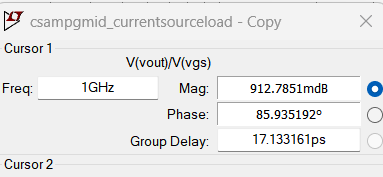 csampgmid_currentsourceload - Copy
Cursor 1
V(vout)/V(vgs)
Freq: 1GHz Mag: 912.7851mdB
Phase: 85.935192º
Group Delay: 17.133161ps
Cursor 2